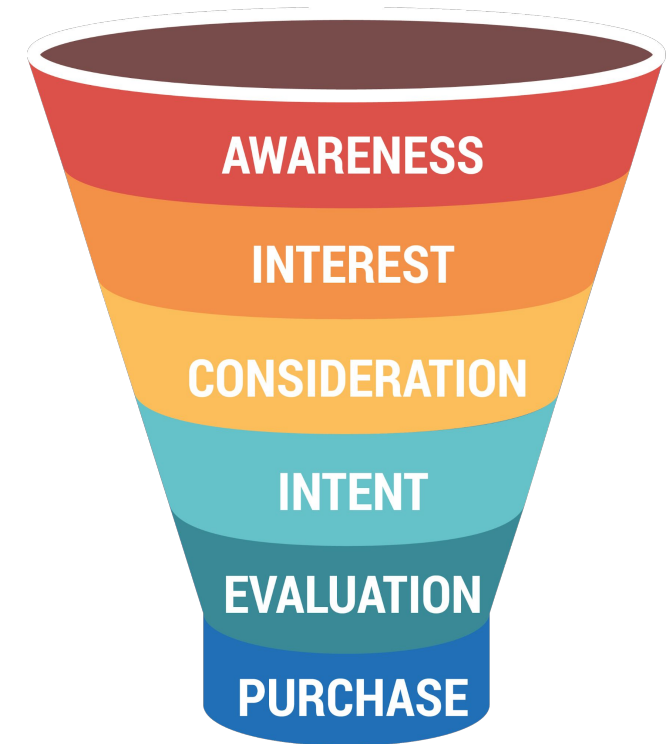 AWARENESS
INTEREST
CONSIDERATION
INTENT
EVALUATION
PURCHASE